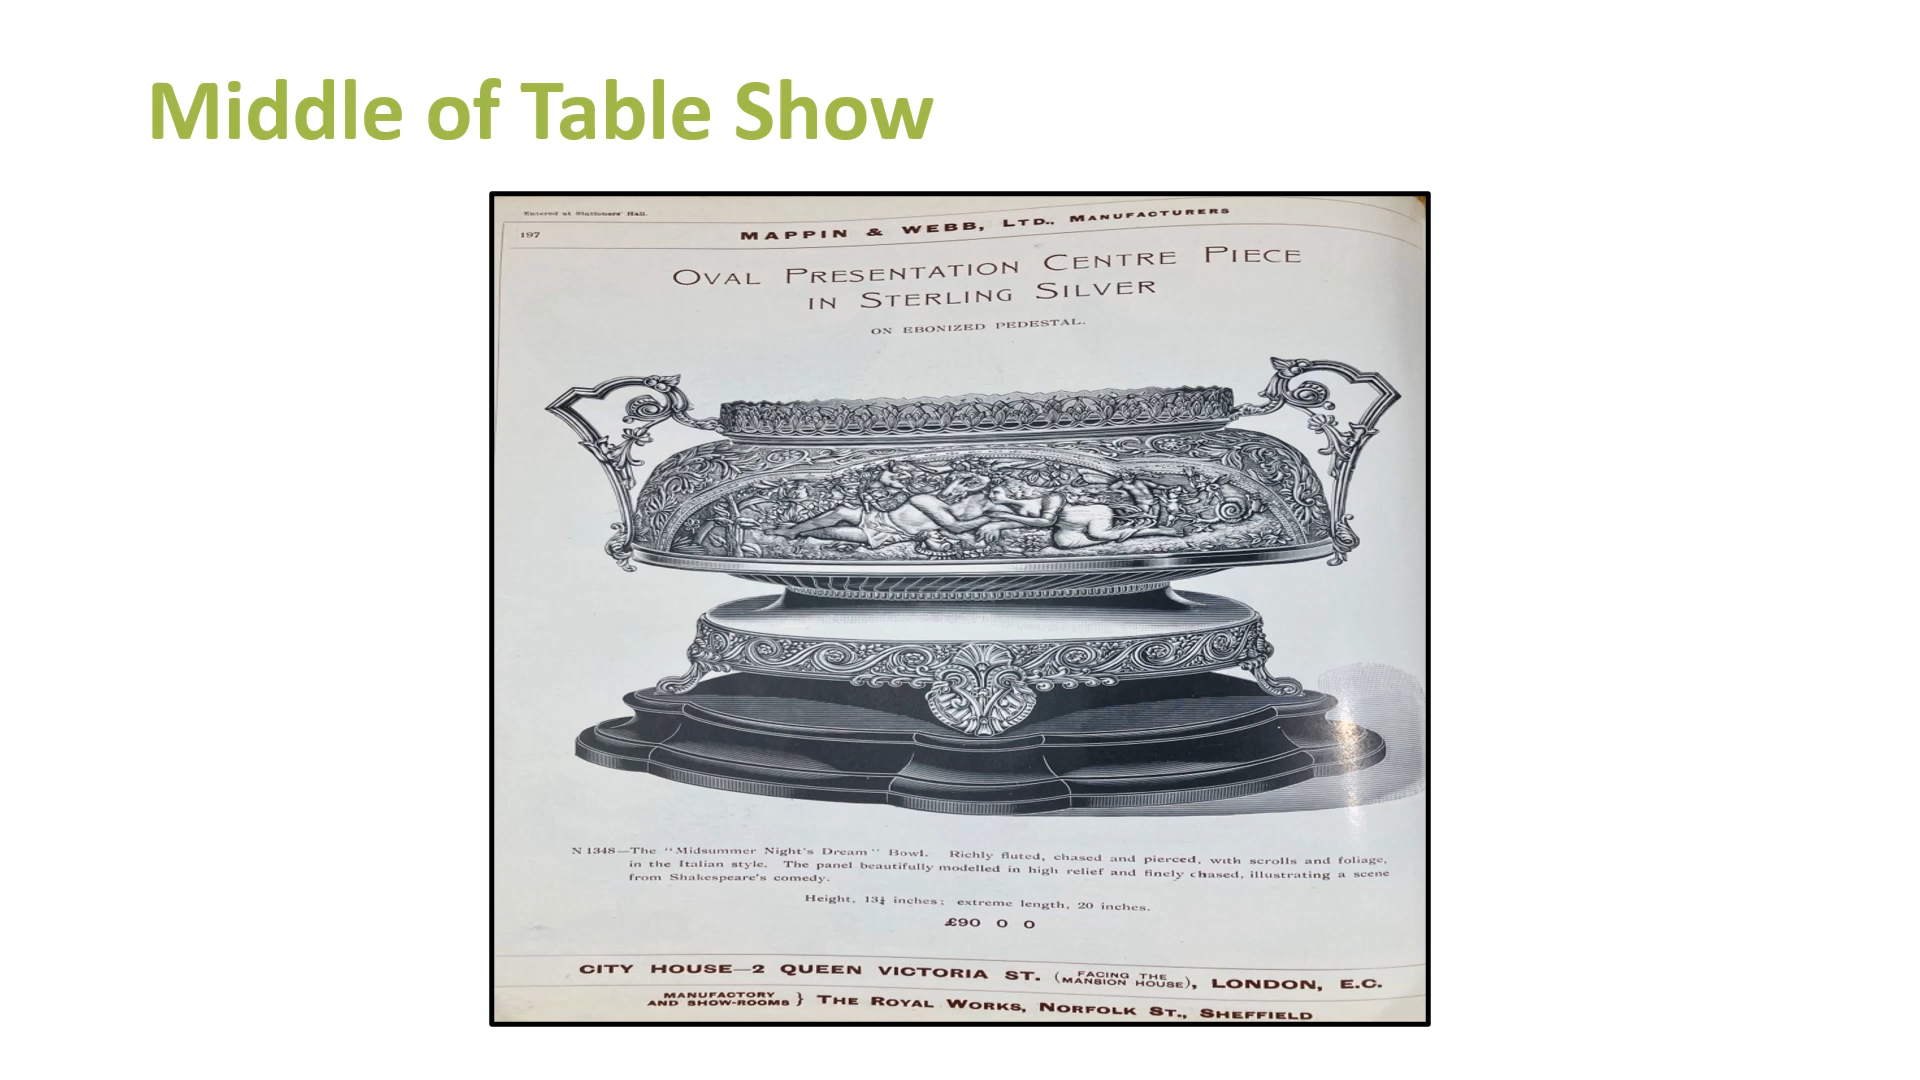 Middle of Table Show
Entered at Stationers' Hall.
197
MAPPIN & WEBB, LTD., MANUFACTURERS
OVAL PRESENTATION CENTRE PIECE
IN STERLING SILVER
ON EBONIZED PEDESTAL.
N 1348—The "Midsummer Night's Dream" Bowl. Richly fluted, chased and pierced, with scrolls and foliage,
in the Italian style. The panel beautifully modelled in high relief and finely chased, illustrating a scene
from Shakespeare's comedy.
Height, inches; extreme length, 20 inches.
£90 0 0
CITY HOUSE—2 QUEEN VICTORIA ST. (FACING THE MANSION HOUSE), LONDON, E.C.
MANUFACTORY AND SHOW-ROOMS } THE ROYAL WORKS, NORFOLK ST., SHEFFIELD